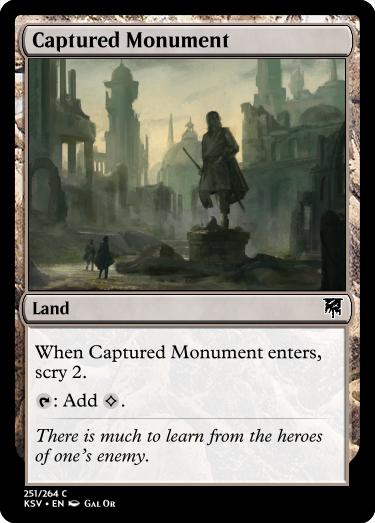 Captured Monument
Land
When Captured Monument enters,
scry 2.
: Add .
There is much to learn from the heroes
of one's enemy.
251/264 C
KSV • EN Gal Or